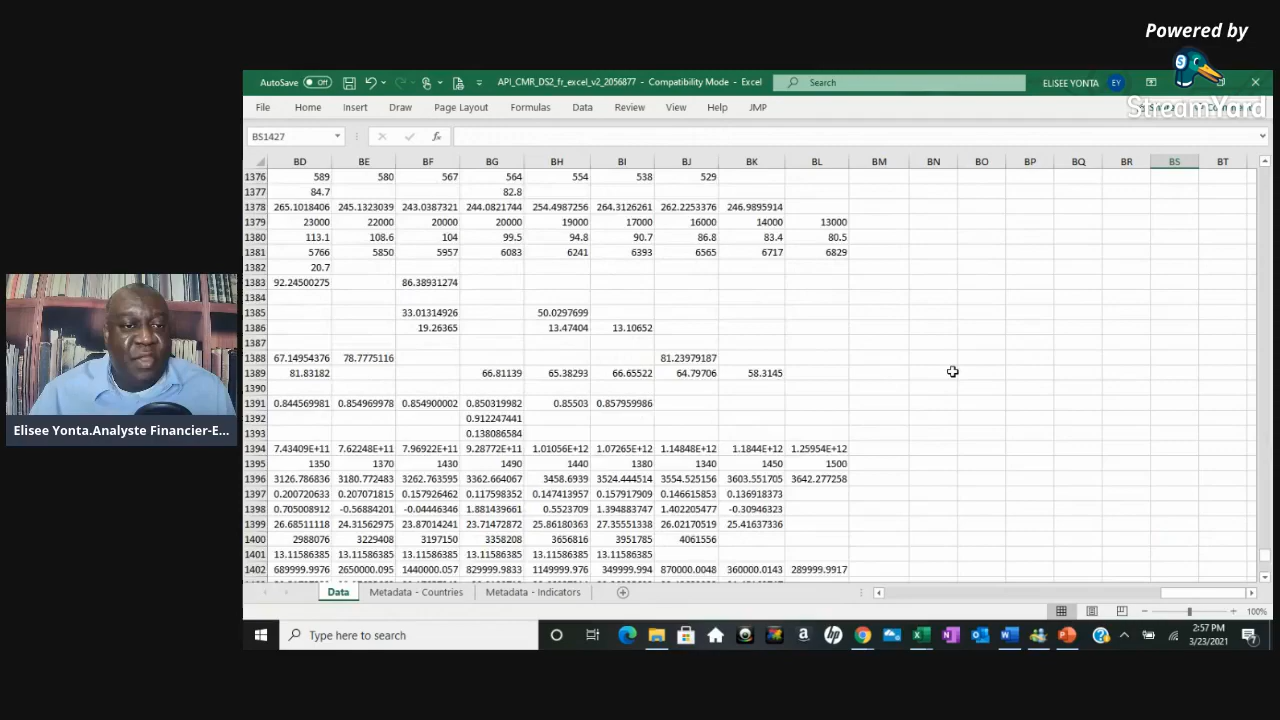 Powered by
StreamYard
AutoSave Off API_CMR_DS2_fr_excel_v2_2056877 - Compatibility Mode - Excel Search ELISEE YONTA EY
File Home Insert Draw Page Layout Formulas Data Review View Help JMP
BS1427 fx
BD BE BF BG BH BI BJ BK BL BM BN BO BP BQ BR BS BT
1376 589 580 567 564 554 538 529
1377 84.7 82.8
1378 265.1018406 245.1323039 243.0387321 244.0821744 254.4987256 264.3126261 262.2253376 246.9895914
1379 23000 22000 20000 20000 19000 17000 16000 14000 13000
1380 113.1 108.6 104 99.5 94.8 90.7 86.8 83.4 80.5
1381 5766 5850 5957 6083 6241 6393 6565 6717 6829
1382 20.7
1383 92.24500275 86.38931274
1384
1385 33.01314926 50.0297699
1386 19.26365 13.47404 13.10652
1387
1388 67.14954376 78.7775116 81.23979187
1389 81.83182 66.81139 65.38293 66.65522 64.79706 58.3145
1390
1391 0.844569981 0.854969978 0.854900002 0.850319982 0.85503 0.857959986
1392 0.912247441
1393 0.138086584
1394 7.43409E+11 7.62248E+11 7.96922E+11 9.28772E+11 1.01056E+12 1.07265E+12 1.14848E+12 1.1844E+12 1.25954E+12
1395 1350 1370 1430 1490 1440 1380 1340 1450 1500
1396 3126.786836 3180.772593 3262.763595 3362.664067 3458.6939 3524.444514 3554.525156 3603.551705 3642.277258
1397 0.200720633 0.207071815 0.157926462 0.117598352 0.147413957 0.157917909 0.146615853 0.136918373
1398 0.705008912 -0.56884201 -0.04446346 1.881439661 0.5523709 1.394883747 1.402205477 -0.30946323
1399 26.68511118 24.31562975 23.87014241 23.71472872 25.86180363 27.35551338 26.02170519 25.41637336
1400 2988076 3229408 3197150 3358208 3656816 3951785 4061556
1401 13.11586385 13.11586385 13.11586385 13.11586385 13.11586385 13.11586385
1402 689999.9976 2650000.095 1440000.057 829999.9833 1149999.976 349999.994 870000.0048 360000.0143 289999.9917
Data Metadata - Countries Metadata - Indicators
100%
Type here to search
2:57 PM
3/23/2021
Elisee Yonta.Analyste Financier-E...